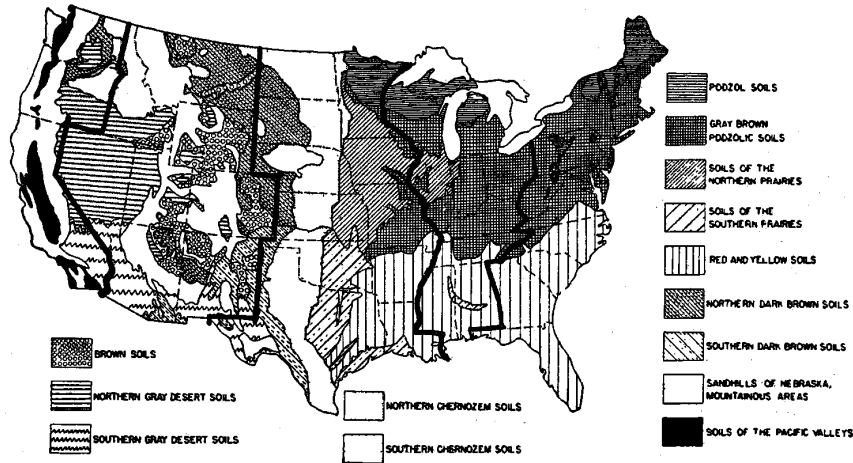 PODZOL SOILS
GRAY BROWN
PODZOLIC SOILS
SOILS OF THE
NORTHERN PRAIRIES
SOILS OF THE
SOUTHERN PRAIRIES
RED AND YELLOW SOILS
NORTHERN DARK BROWN SOILS
SOUTHERN DARK BROWN SOILS
SANDHILLS OF NEBRASKA,
MOUNTAINOUS AREAS
SOILS OF THE PACIFIC VALLEYS
BROWN SOILS
NORTHERN GRAY DESERT SOILS
SOUTHERN GRAY DESERT SOILS
NORTHERN CHERNOZEM SOILS
SOUTHERN CHERNOZEM SOILS